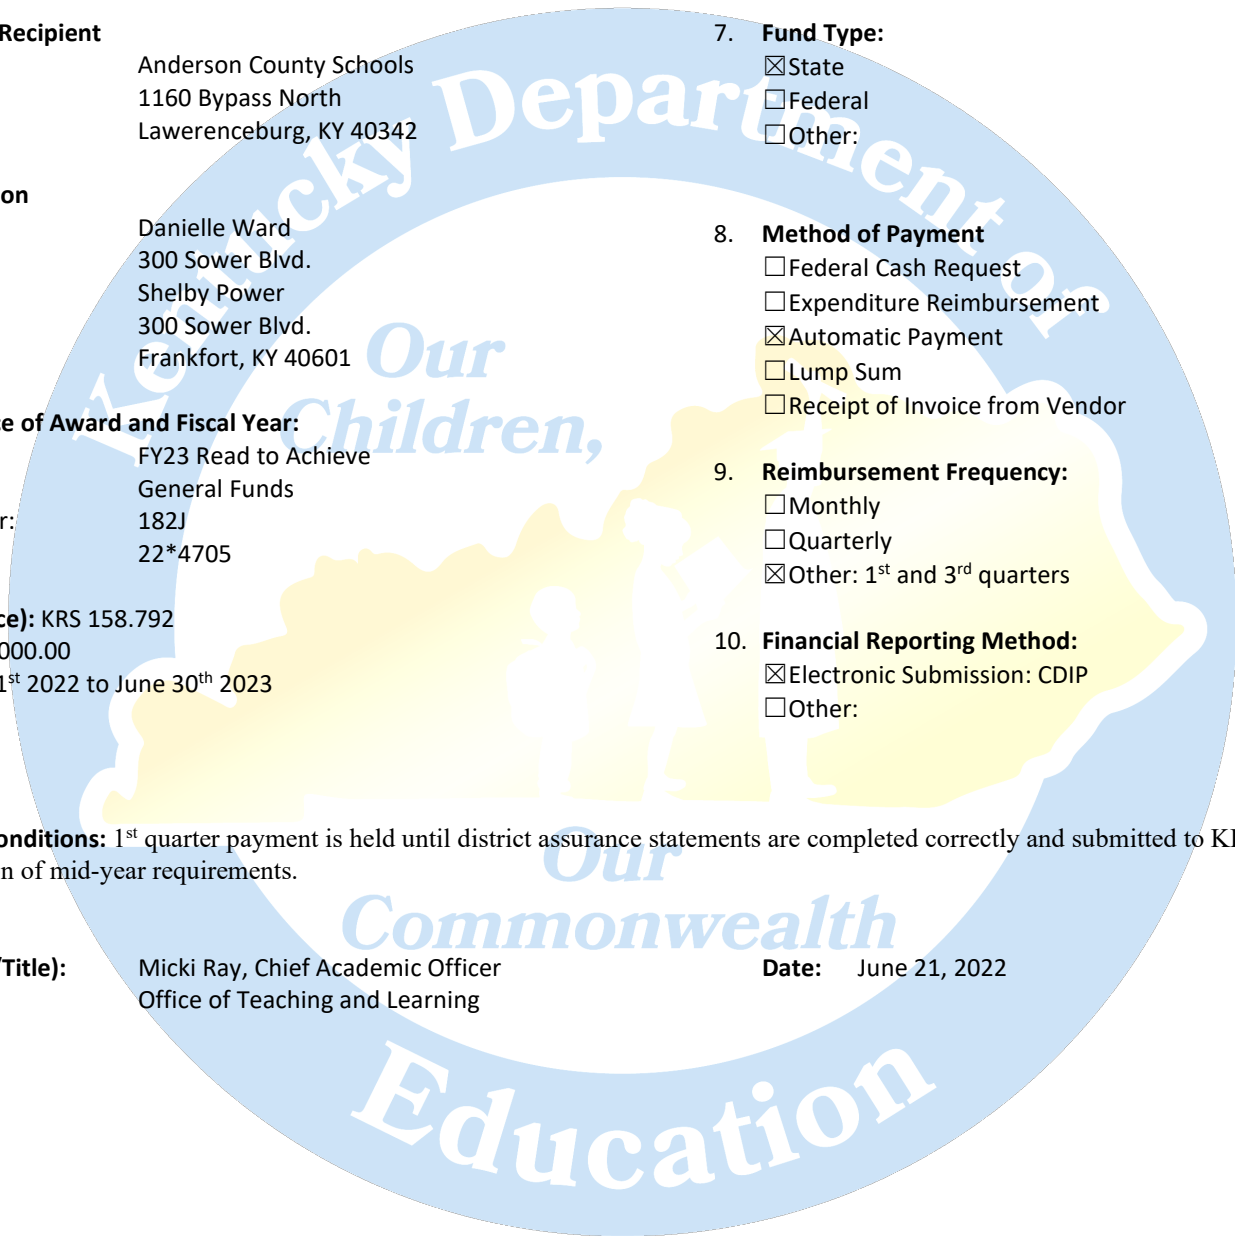 Recipient
Anderson County Schools
1160 Bypass North
Lawerenceburg, KY 40342
on
Danielle Ward
300 Sower Blvd.
Shelby Power
300 Sower Blvd.
Frankfort, KY 40601
ce of Award and Fiscal Year:
FY23 Read to Achieve
General Funds
r: 182J
22*4705
ce): KRS 158.792
000.00
1st 2022 to June 30th 2023
7. Fund Type:
☒State
☐Federal
☐Other:
8. Method of Payment
☐Federal Cash Request
☐Expenditure Reimbursement
☒Automatic Payment
☐Lump Sum
☐Receipt of Invoice from Vendor
9. Reimbursement Frequency:
☐Monthly
☐Quarterly
☒Other: 1st and 3rd quarters
10. Financial Reporting Method:
☒Electronic Submission: CDIP
☐Other:
onditions: 1st quarter payment is held until district assurance statements are completed correctly and submitted to K
n of mid-year requirements.
/Title): Micki Ray, Chief Academic Officer
Office of Teaching and Learning
Date: June 21, 2022
Kentucky Department of
Education
Our
Children,
Our
Commonwealth